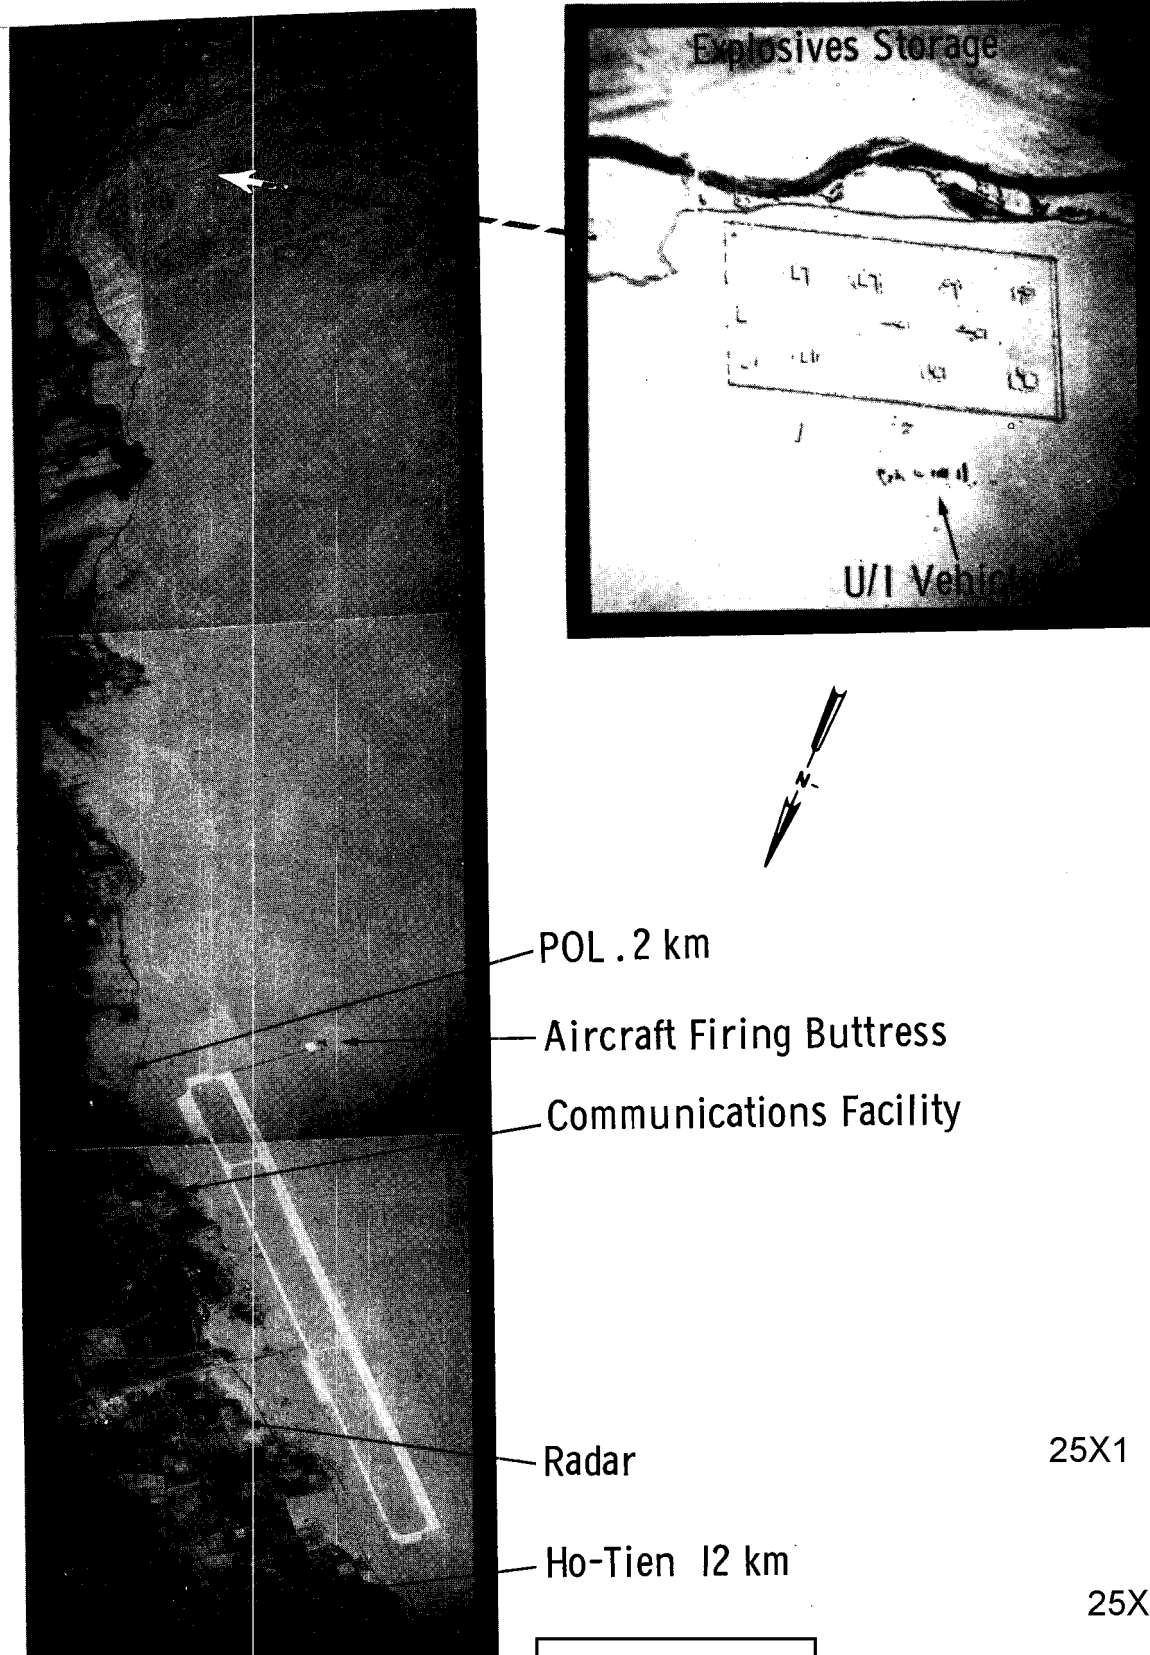 Explosives Storage
U/I Vehic
N
POL .2 km
Aircraft Firing Buttress
Communications Facility
Radar
25X1
Ho-Tien 12 km
25X